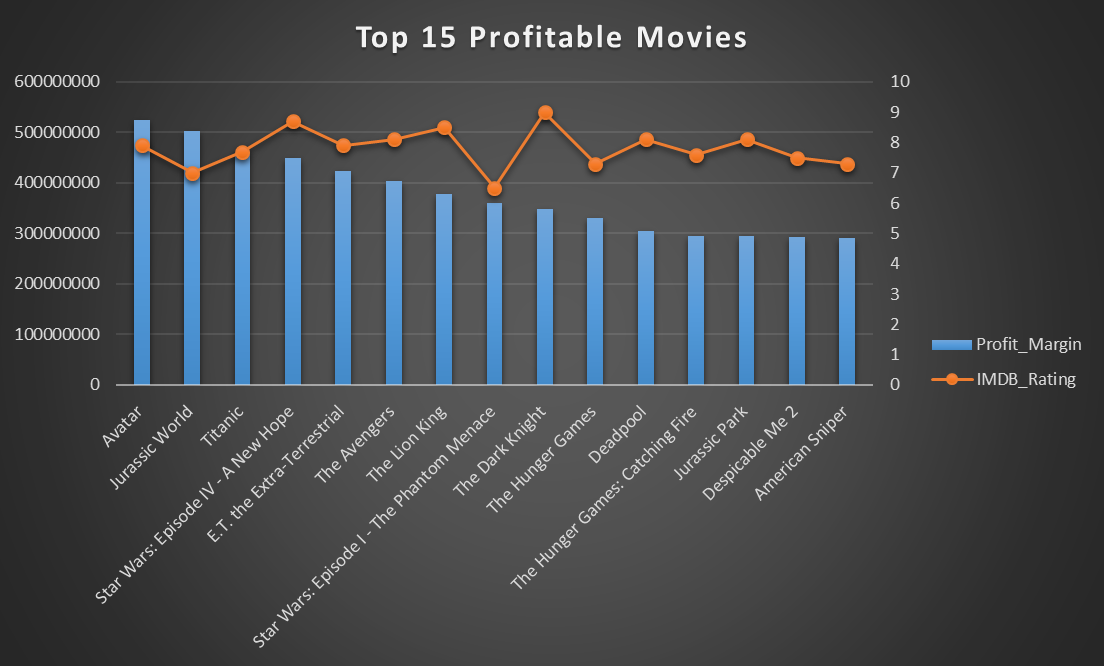 Top 15 Profitable Movies
600000000
500000000
400000000
300000000
200000000
100000000
0
10
9
8
7
6
5
4
3
2
1
0
Profit_Margin
IMDB_Rating
Avatar
Jurassic World
Titanic
Star Wars: Episode IV - A New Hope
E.T. the Extra-Terrestrial
The Avengers
The Lion King
Star Wars: Episode I - The Phantom Menace
The Dark Knight
The Hunger Games
Deadpool
The Hunger Games: Catching Fire
Jurassic Park
Despicable Me 2
American Sniper